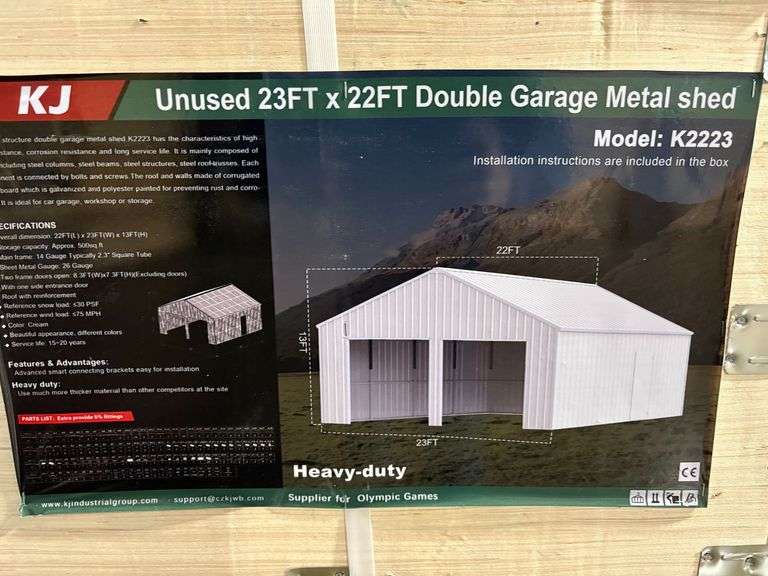 KJ
Unused 23FT x 22FT Double Garage Metal shed
Model: K2223
Installation instructions are included in the box
structure double garage metal shed K2223 has the characteristics of high
stance, corrosion resistance and long service life. It is mainly composed of
cluding steel columns, steel beams, steel structures, steel roof-trusses. Each
nent is connected by bolts and screws. The roof and walls made of corrugated
board which is galvanized and polyester painted for preventing rust and corro-
It is ideal for car garage, workshop or storage.
ECIFICATIONS
verall dimension: 22FT(L) x 23FT(W) x 13FT(H)
Storage capacity: Approx. 500sq ft
Main frame: 14 Gauge Typically 2.3" Square Tube
Sheet Metal Gauge: 26 Gauge
Two frame doors open: 8.3FT(W)x7.3FT(H)(Excluding doors)
With one side entrance door
Roof with reinforcement
Reference snow load: ≤30 PSF
Reference wind load: ≤75 MPH
Color: Cream
Beautiful appearance, different colors
Service life: 15~20 years
Features & Advantages:
Advanced smart connecting brackets easy for installation
Heavy duty:
Use much more thicker material than other competitors at the site
PARTS LIST: Extra provide 5% fittings
22FT
13FT
23FT
Heavy-duty
CE
www.kjindustrialgroup.com support@czkjwb.com Supplier for Olympic Games